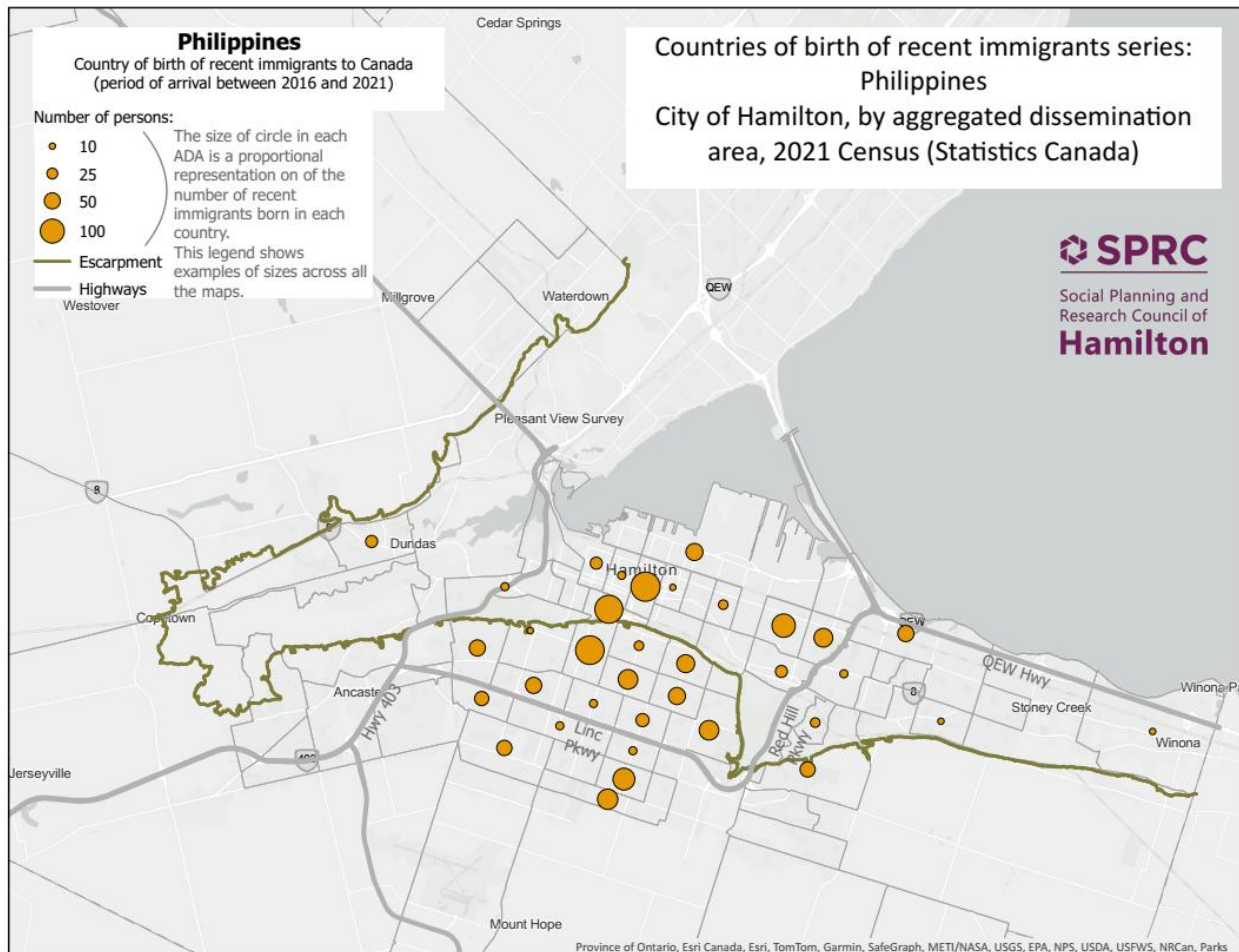 Philippines
Country of birth of recent immigrants to Canada
(period of arrival between 2016 and 2021)
Number of persons:
10
25
50
100
The size of circle in each
ADA is a proportional
representation on of the
number of recent
immigrants born in each
country.
This legend shows
examples of sizes across all
the maps.
Escarpment
Highways
Countries of birth of recent immigrants series:
Philippines
City of Hamilton, by aggregated dissemination
area, 2021 Census (Statistics Canada)
SPRC
Social Planning and
Research Council of
Hamilton
Cedar Springs
Westover
Millgrove
Waterdown
QEW
Pleasant View Survey
8
Dundas
Hamilton
Copetown
QEW
Ancaster
Hwy 403
QEW Hwy
8
Winona Pa
Stoney Creek
Linc
Pkwy
Red Hill
Pkwy
Winona
403
Jerseyville
Mount Hope
Province of Ontario, Esri Canada, Esri, TomTom, Garmin, SafeGraph, METI/NASA, USGS, EPA, NPS, USDA, USFWS, NRCan, Parks